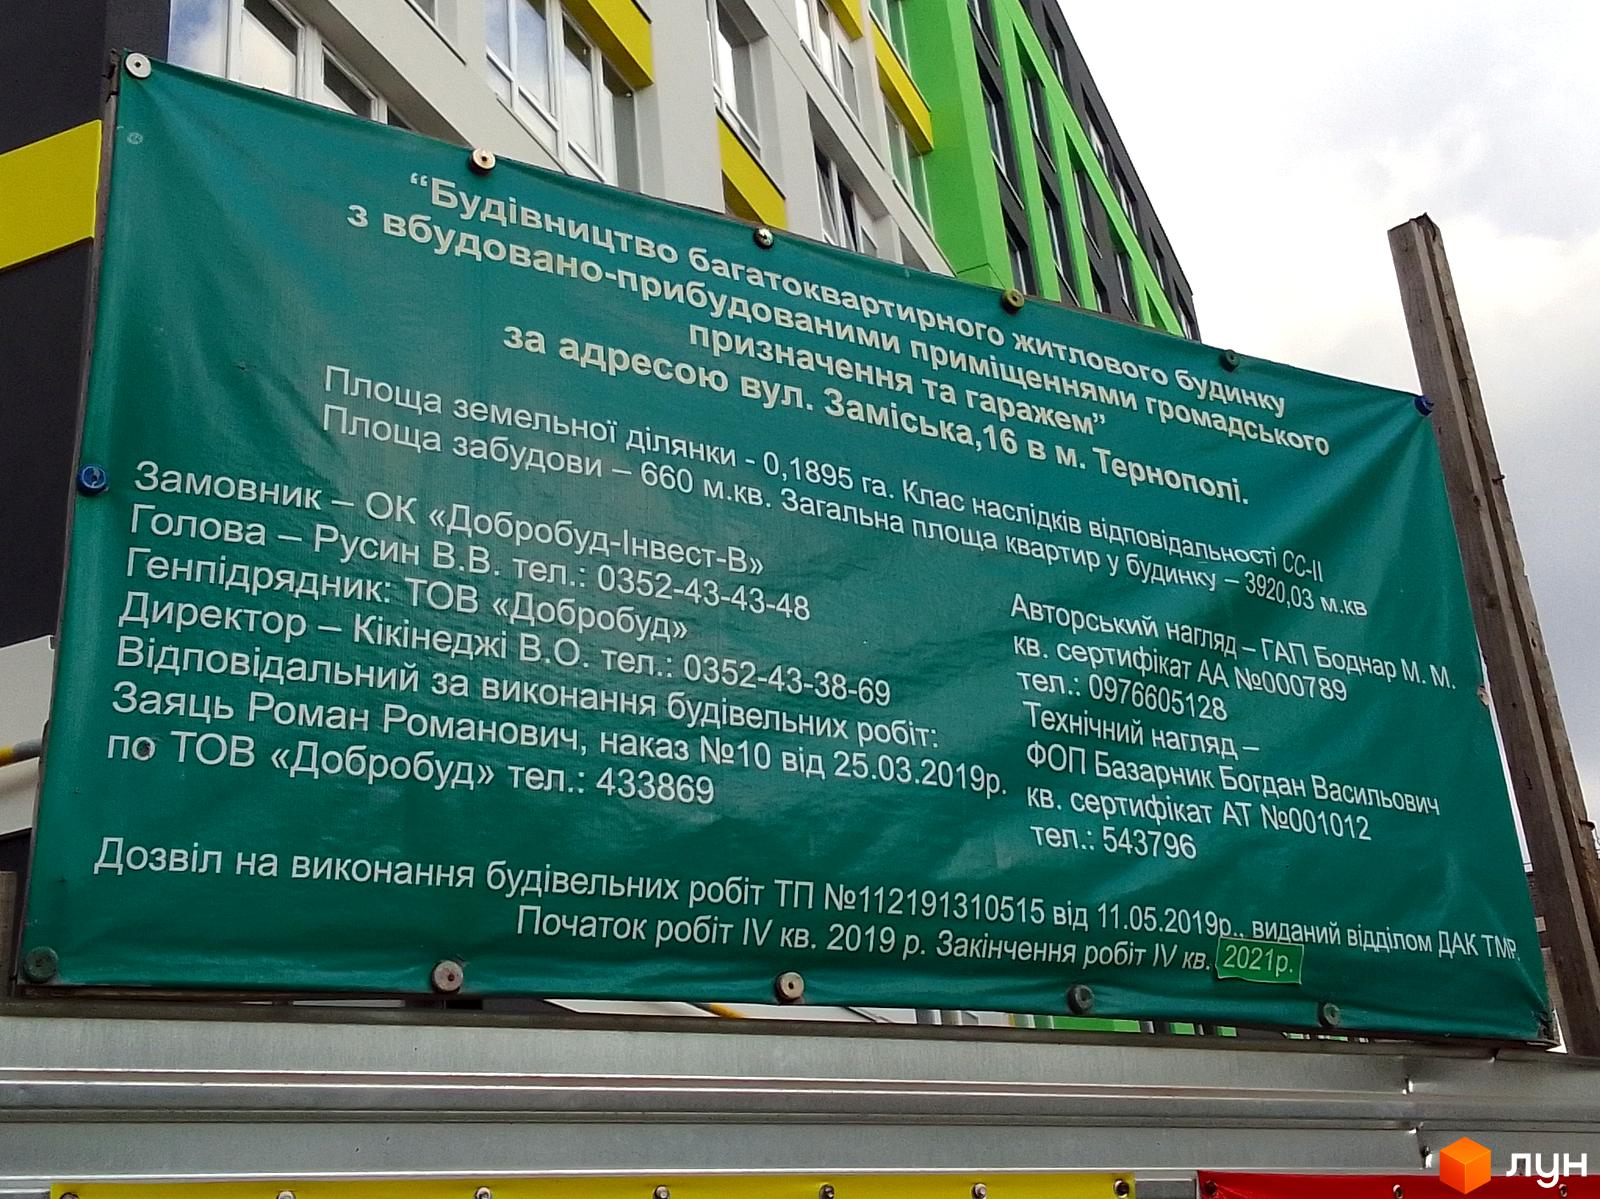 “Будівництво багатоквартирного житлового будинку
з вбудовано-прибудованими приміщеннями громадського
призначення та гаражем”
за адресою вул. Заміська,16 в м. Тернополі.
Площа земельної ділянки - 0,1895 га. Клас наслідків відповідальності СС-ІІ
Площа забудови – 660 м.кв. Загальна площа квартир у будинку – 3920,03 м.кв
Замовник – ОК «Добробуд-Інвест-В»
Голова – Русин В.В. тел.: 0352-43-43-48
Генпідрядник: ТОВ «Добробуд»
Директор – Кікінеджі В.О. тел.: 0352-43-38-69
Відповідальний за виконання будівельних робіт:
Заяць Роман Романович, наказ №10 від 25.03.2019р.
по ТОВ «Добробуд» тел.: 433869
Авторський нагляд – ГАП Боднар М. М.
кв. сертифікат АА №000789
тел.: 0976605128
Технічний нагляд –
ФОП Базарник Богдан Васильович
кв. сертифікат АТ №001012
тел.: 543796
Дозвіл на виконання будівельних робіт ТП №112191310515 від 11.05.2019р., виданий відділом ДАК ТМР.
Початок робіт IV кв. 2019 р. Закінчення робіт IV кв. 2021р.
лун